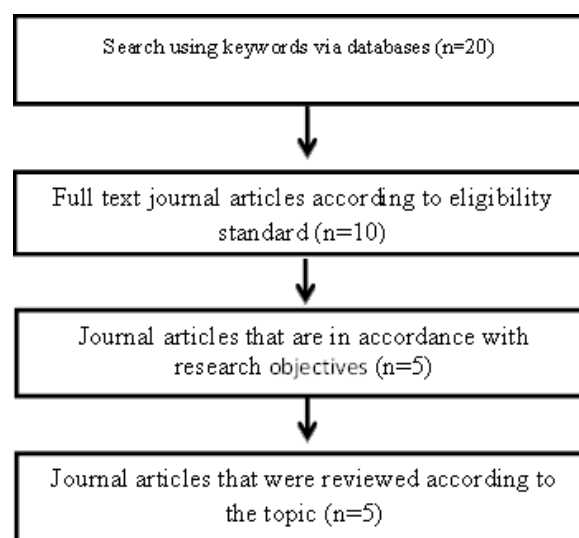 Search using keywords via databases (n=20)
Full text journal articles according to eligibility
standard (n=10)
Journal articles that are in accordance with
research objectives (n=5)
Journal articles that were reviewed according to
the topic (n=5)